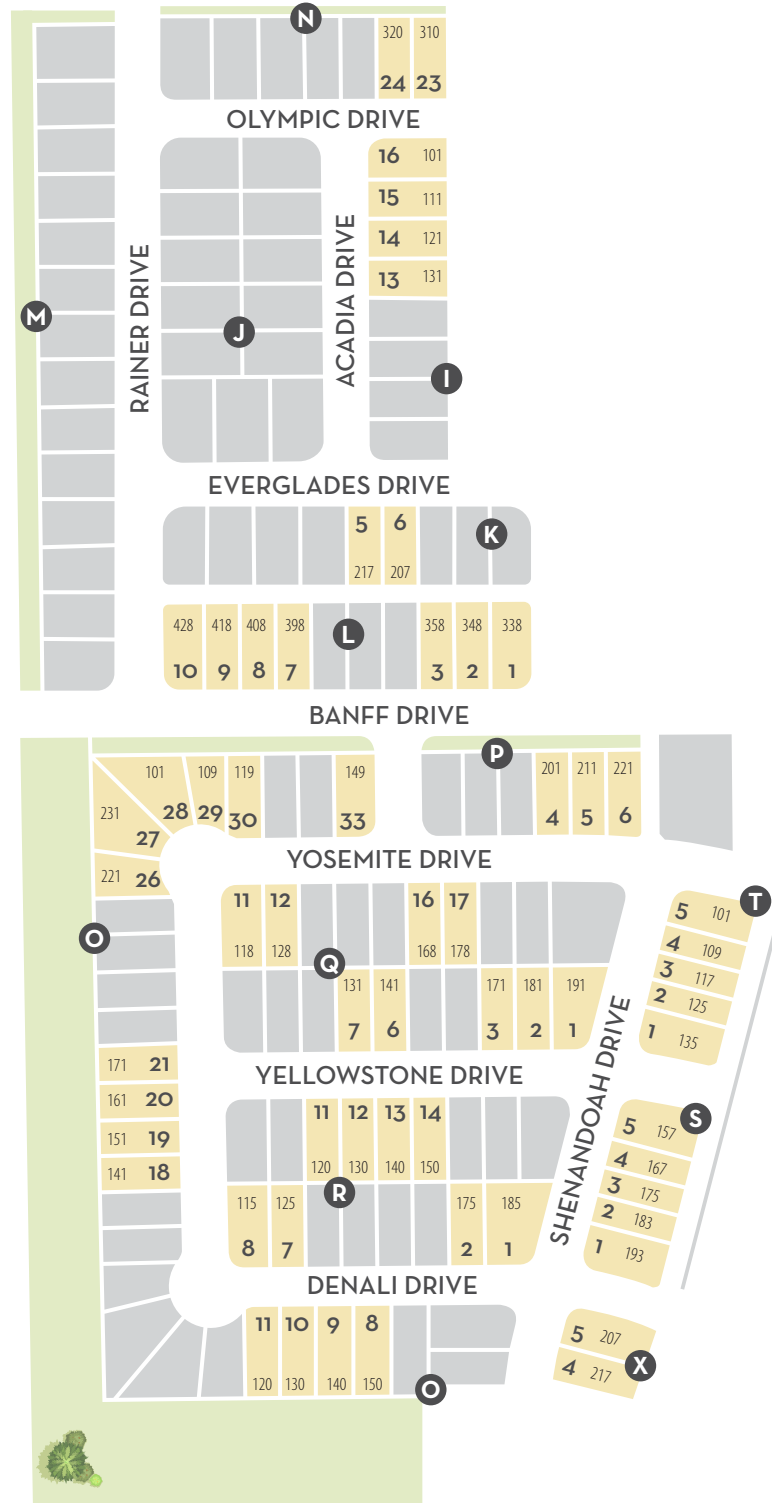 N
320 310
24 23
OLYMPIC DRIVE
16 101
15 111
14 121
13 131
RAINER DRIVE
ACADIA DRIVE
M
J
I
EVERGLADES DRIVE
5 6
K
217 207
428 418 408 398 358 348 338
L
10 9 8 7 3 2 1
BANFF DRIVE
P
101 109 119 149
201 211 221
231
28 29 30 33
4 5 6
27
YOSEMITE DRIVE
221 26
O
11 12 16 17
118 128 168 178
Q
131 141 171 181 191
7 6 3 2 1
T
5 101
4 109
3 117
2 125
1 135
SHENANDOAH DRIVE
171 21
161 20
151 19
141 18
YELLOWSTONE DRIVE
11 12 13 14
120 130 140 150
R
115 125 175 185
8 7 2 1
S
5 157
4 167
3 175
2 183
1 193
DENALI DRIVE
11 10 9 8
120 130 140 150
O
5 207
4 217
X